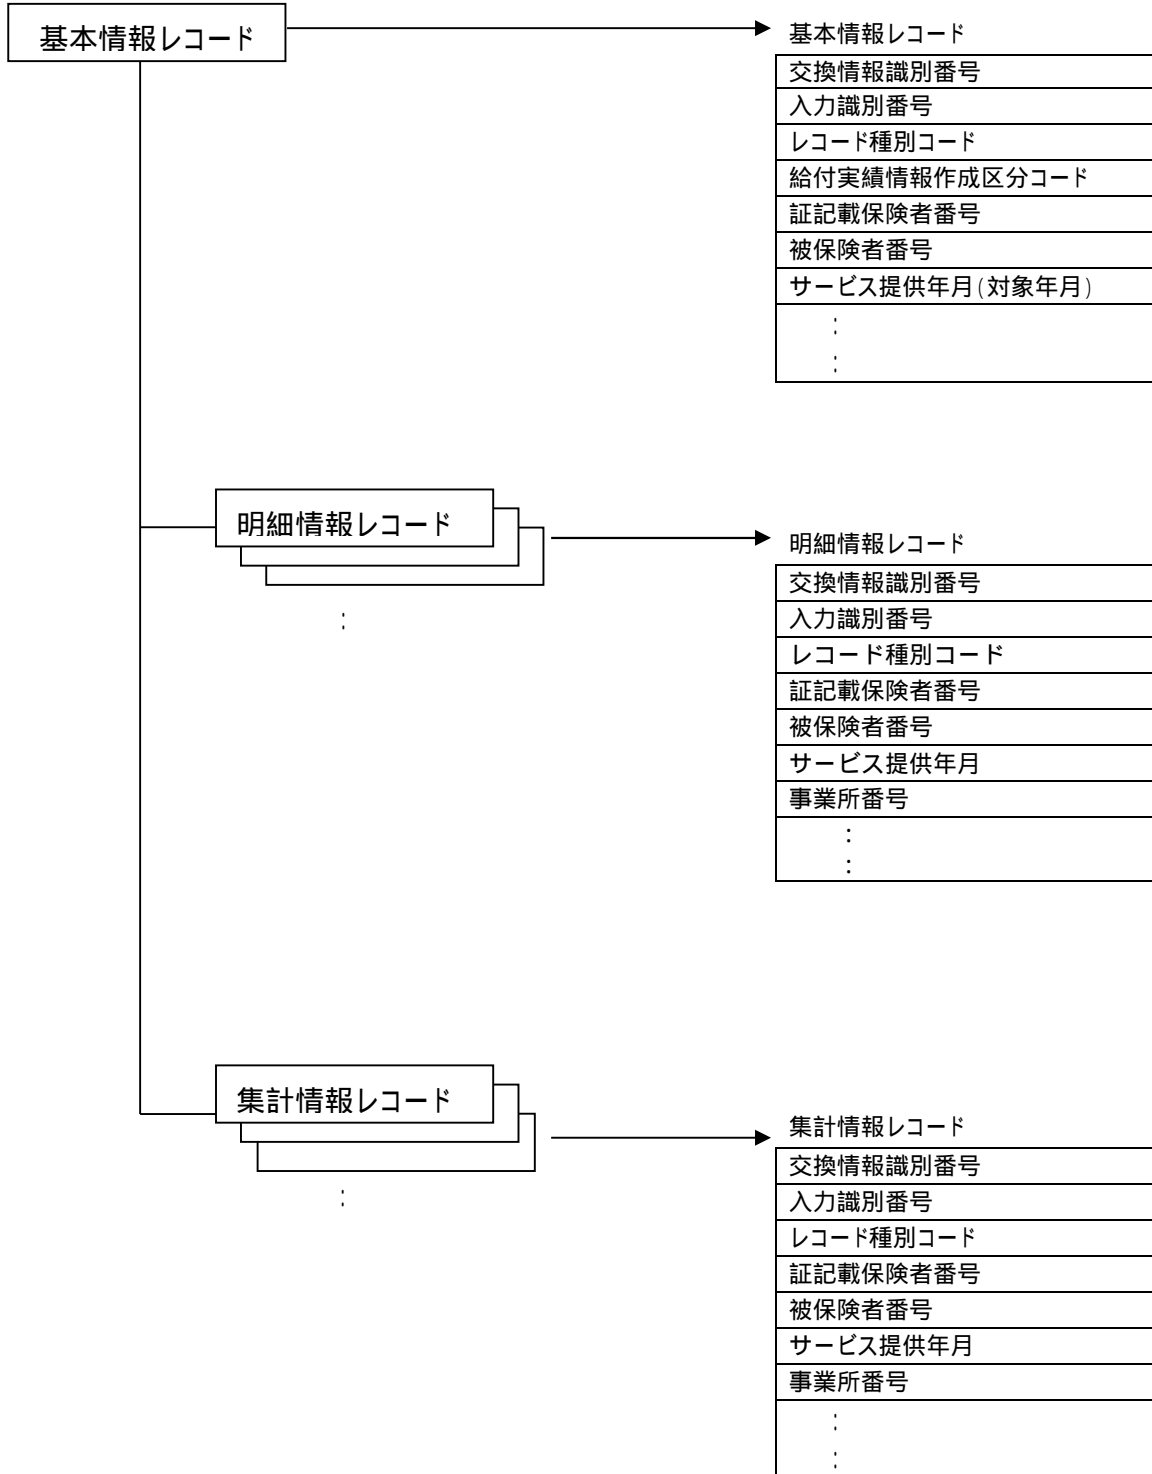 基本情報レコード
基本情報レコード
交換情報識別番号
入力識別番号
レコード種別コード
給付実績情報作成区分コード
証記載保険者番号
被保険者番号
サービス提供年月(対象年月)
:
:
明細情報レコード
:
明細情報レコード
交換情報識別番号
入力識別番号
レコード種別コード
証記載保険者番号
被保険者番号
サービス提供年月
事業所番号
:
:
集計情報レコード
:
集計情報レコード
交換情報識別番号
入力識別番号
レコード種別コード
証記載保険者番号
被保険者番号
サービス提供年月
事業所番号
:
: